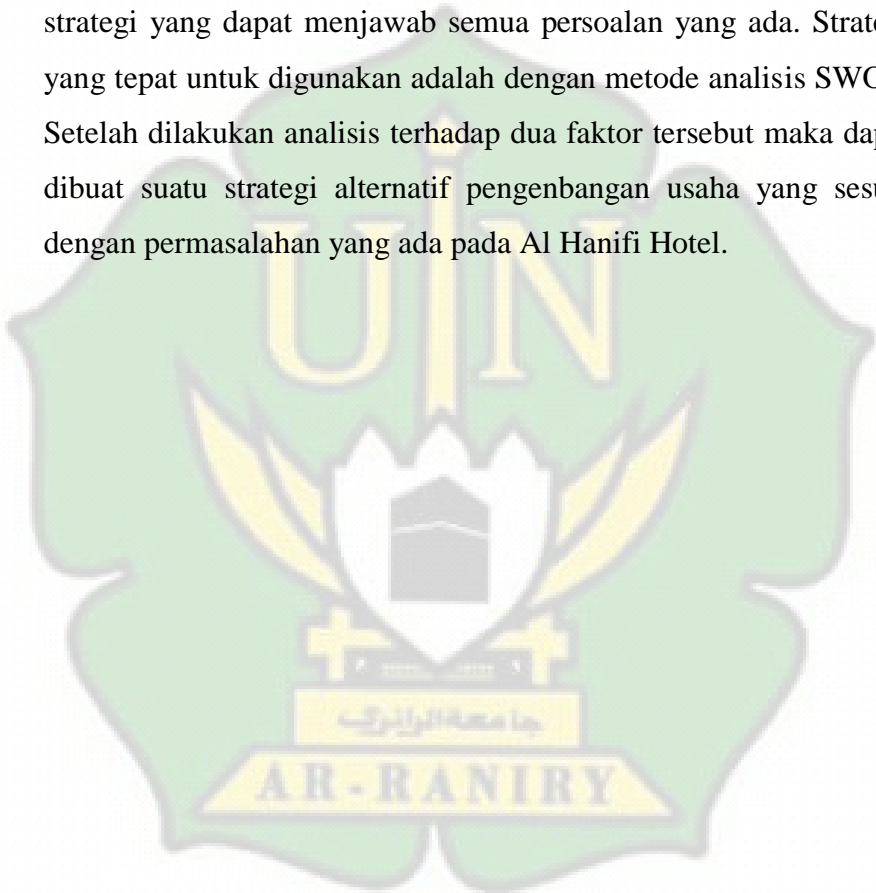 strategi yang dapat menjawab semua persoalan yang ada. Strate
yang tepat untuk digunakan adalah dengan metode analisis SWO
Setelah dilakukan analisis terhadap dua faktor tersebut maka dap
dibuat suatu strategi alternatif pengenbangan usaha yang sesu
dengan permasalahan yang ada pada Al Hanifi Hotel.
UIN
جامعةالرانري
AR-RANIRY